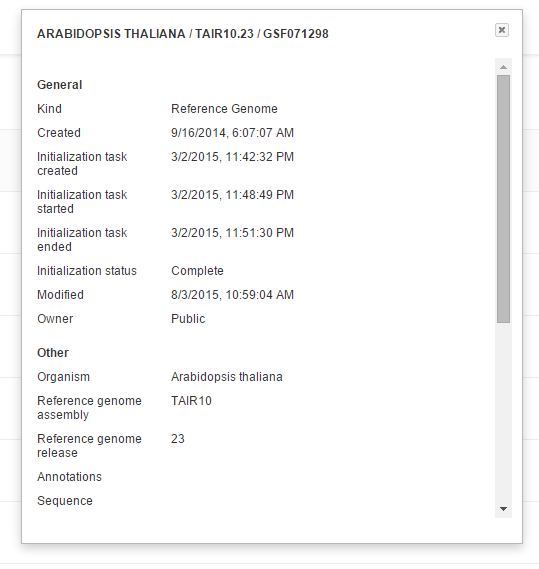 ARABIDOPSIS THALIANA / TAIR10.23 / GSF071298
General
Kind Reference Genome
Created 9/16/2014, 6:07:07 AM
Initialization task created 3/2/2015, 11:42:32 PM
Initialization task started 3/2/2015, 11:48:49 PM
Initialization task ended 3/2/2015, 11:51:30 PM
Initialization status Complete
Modified 8/3/2015, 10:59:04 AM
Owner Public
Other
Organism Arabidopsis thaliana
Reference genome assembly TAIR10
Reference genome release 23
Annotations
Sequence